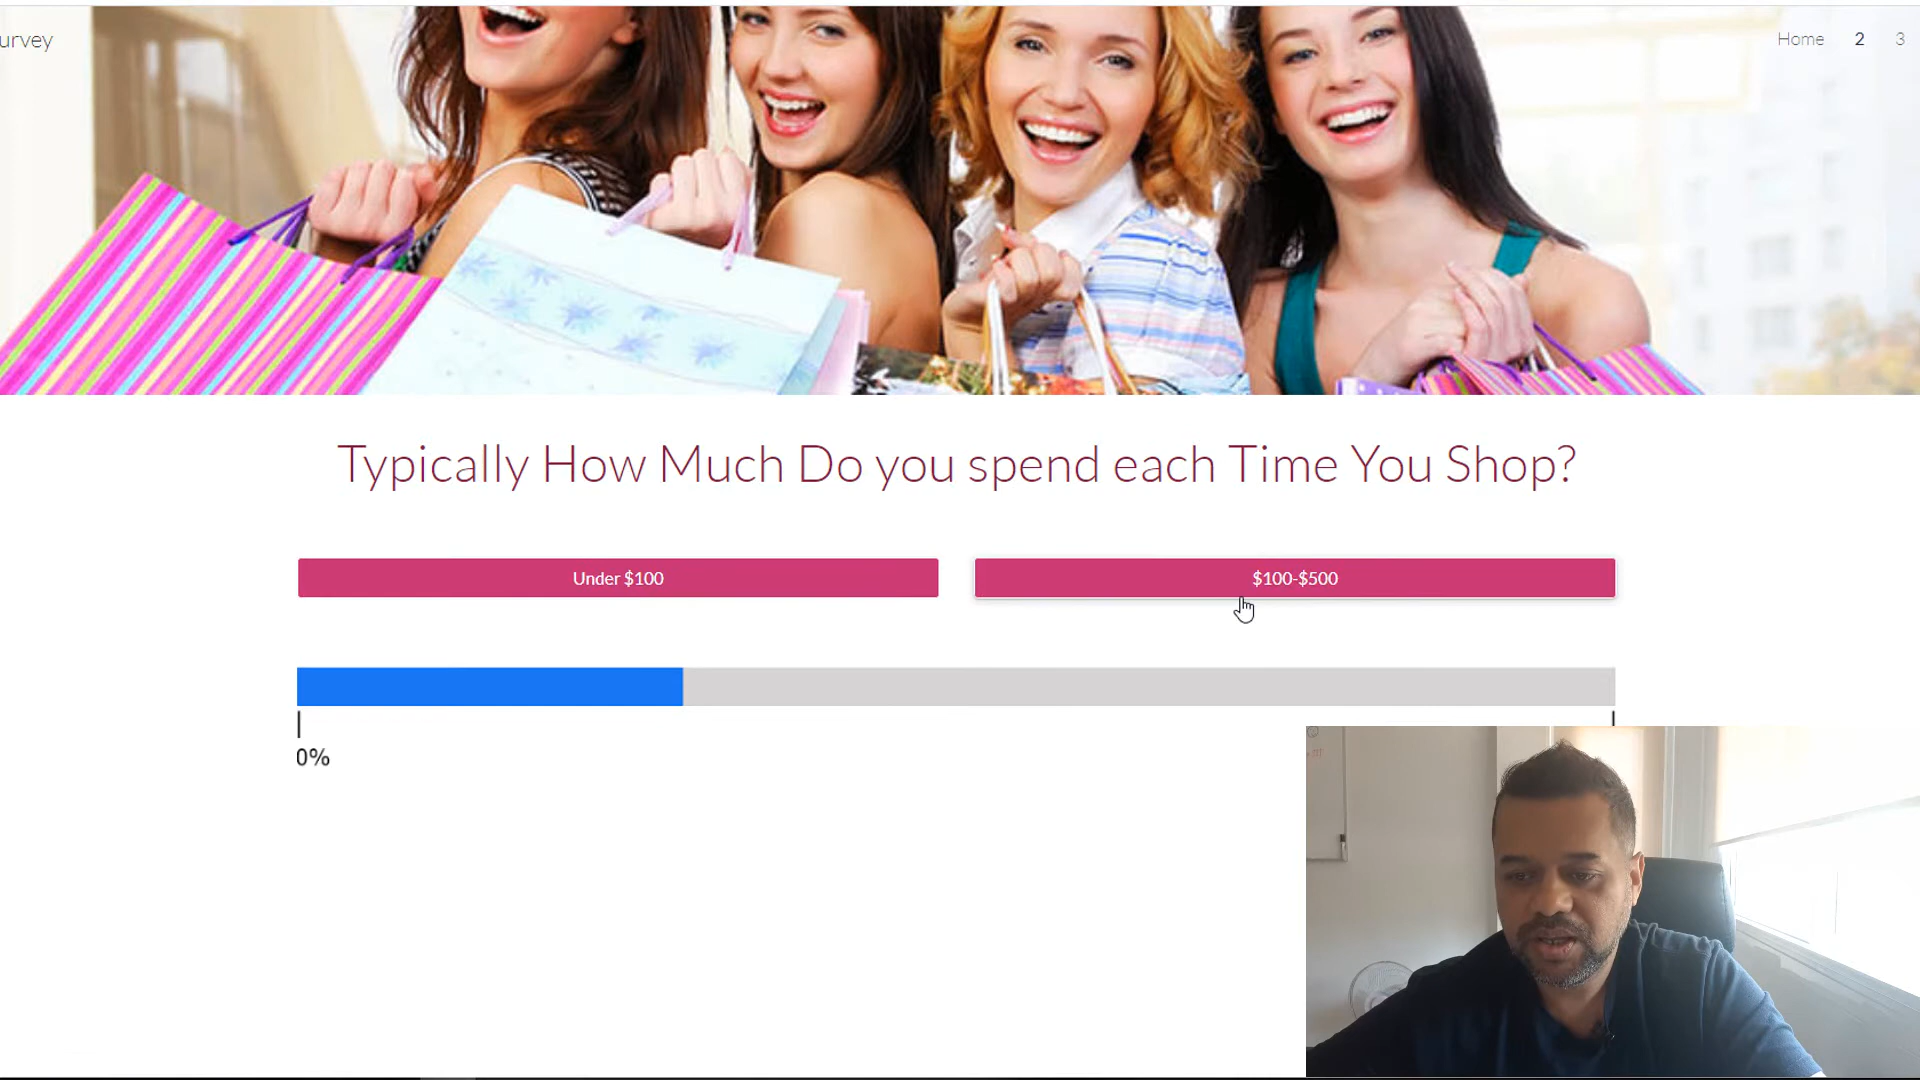 urvey
Home 2 3
Typically How Much Do you spend each Time You Shop?
Under $100
$100-$500
0%